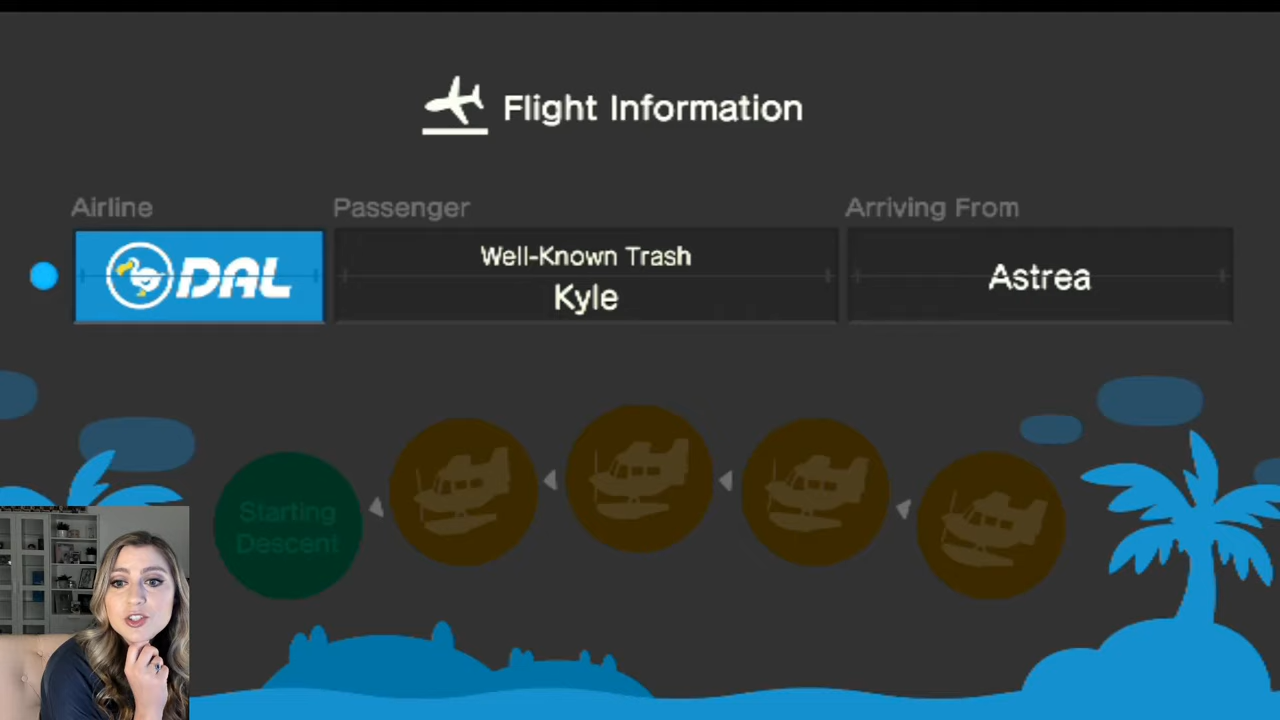 Flight Information
Airline
Passenger
Arriving From
DAL
Well-Known Trash
Kyle
Astrea
Starting
Descent